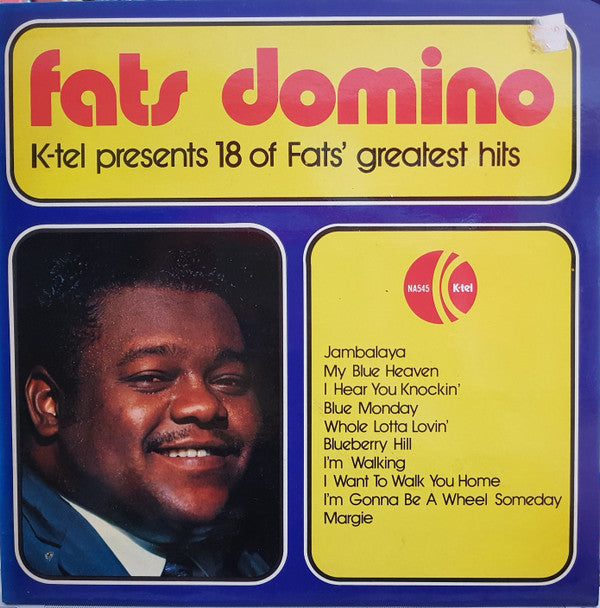 fats domino
K-tel presents 18 of Fats' greatest hits
NA545 K-tel
Jambalaya
My Blue Heaven
I Hear You Knockin'
Blue Monday
Whole Lotta Lovin'
Blueberry Hill
I'm Walking
I Want To Walk You Home
I'm Gonna Be A Wheel Someday
Margie